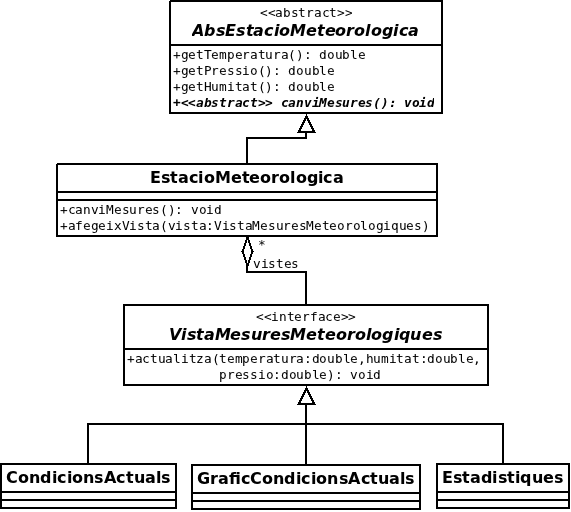 <<abstract>>
AbsEstacioMeteorologica
+getTemperatura(): double
+getPressio(): double
+getHumitat(): double
+<<abstract>> canviMesures(): void
EstacioMeteorologica
+canviMesures(): void
+afegeixVista(vista:VistaMesuresMeteorologiques)
*
vistes
<<interface>>
VistaMesuresMeteorologiques
+actualitza(temperatura:double,humitat:double,
pressio:double): void
CondicionsActuals
GraficCondicionsActuals
Estadistiques